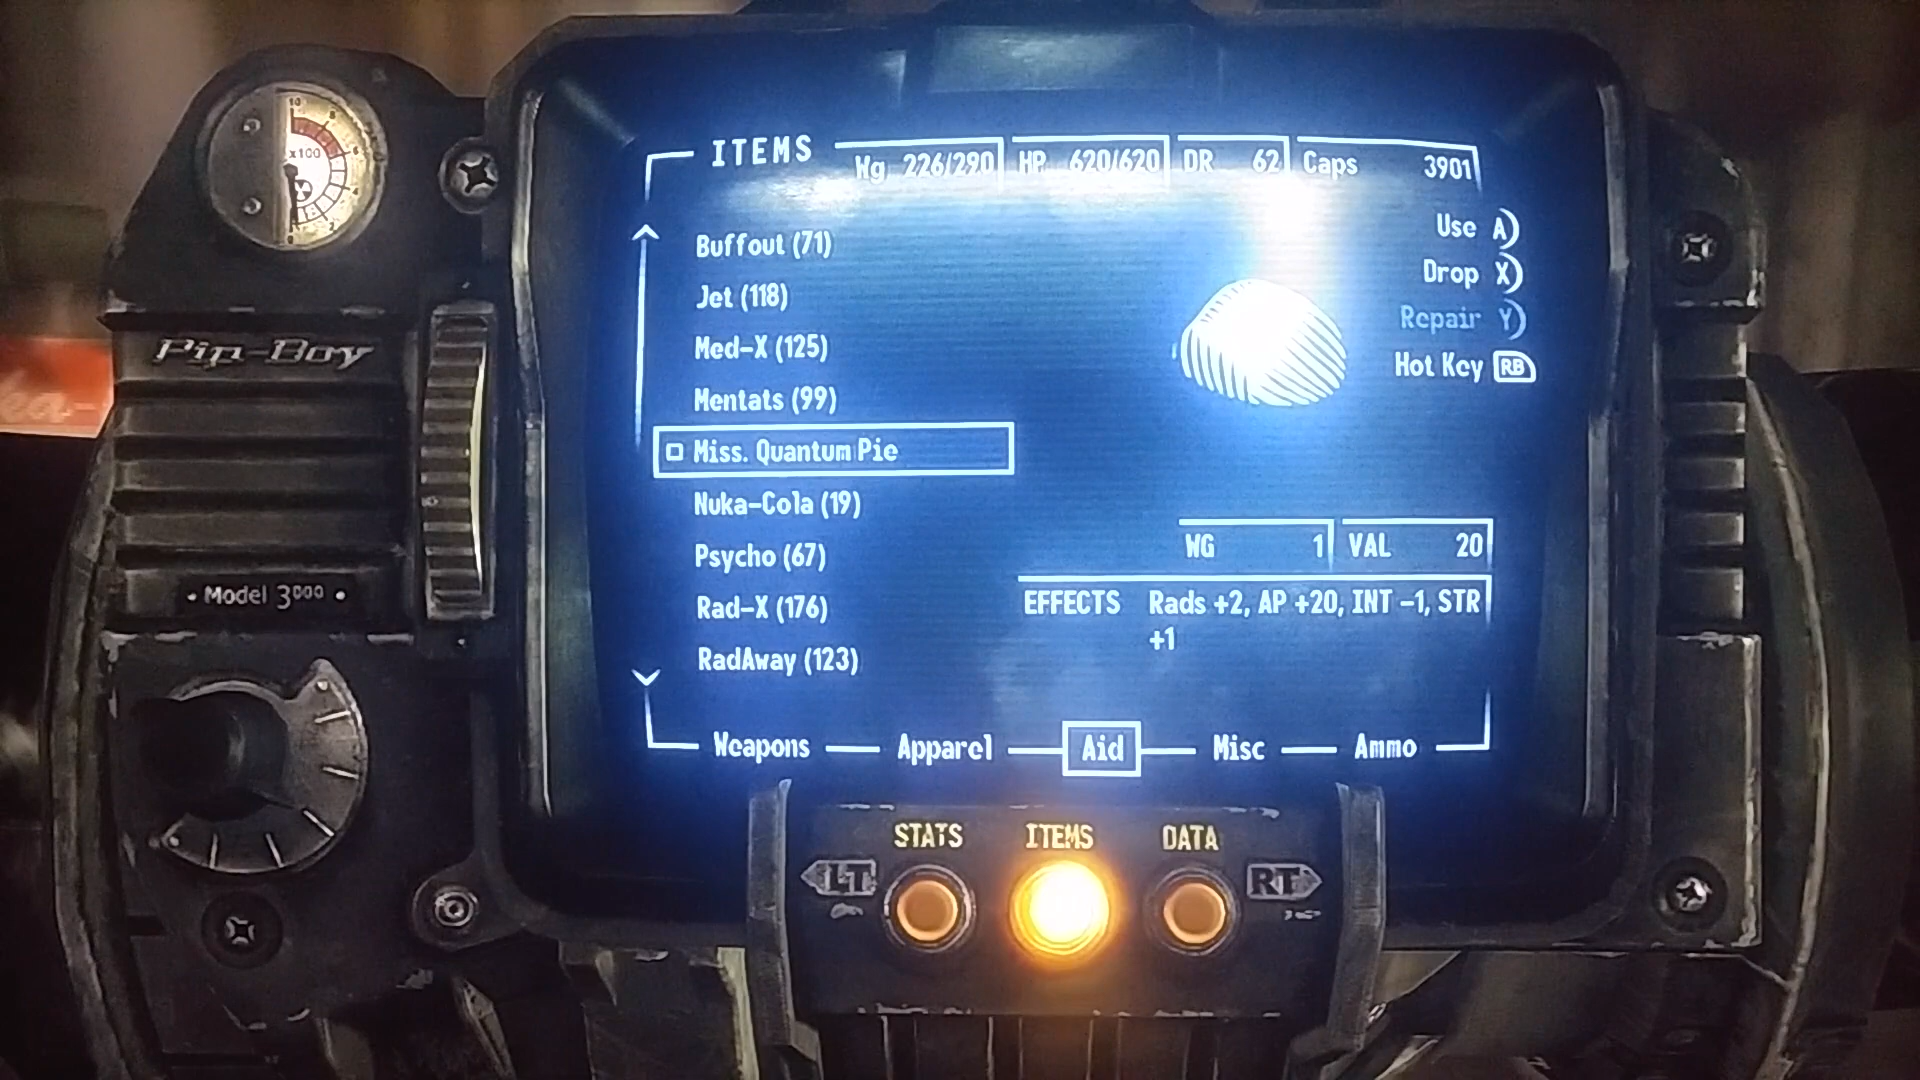 ITEMS Wg 226/290 HP 620/620 DR 62 Caps 3901
Use A)
Drop X)
Repair Y)
Hot Key RB
Buffout (71)
Jet (118)
Med-X (125)
Mentats (99)
Miss. Quantum Pie
Nuka-Cola (19)
Psycho (67)
Rad-X (176)
RadAway (123)
WG 1 VAL 20
EFFECTS Rads +2, AP +20, INT -1, STR
+1
Weapons Apparel Aid Misc Ammo
STATS ITEMS DATA
LT RT
x100
Pip-Boy
• Model 3000 •